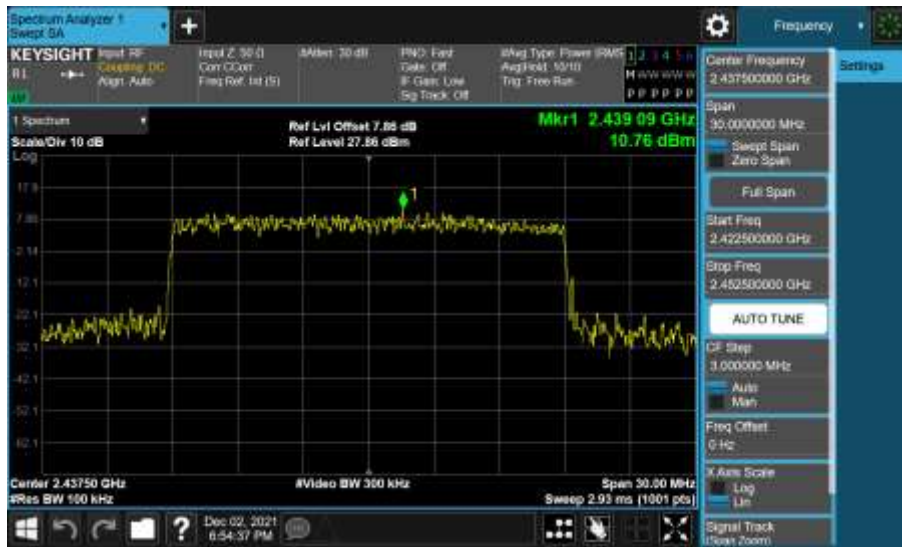 Spectrum Analyzer 1
Swept SA
Frequency
KEYSIGHT
Input: RF
Coupling: DC
Align: Auto
Input Z: 50 Ω
Corr CCorr
Freq Ref: Int (S)
#Atten: 30 dB
PNO: Fast
Gate: Off
IF Gain: Low
Sig Track: Off
#Avg Type: Power (RMS
Avg|Hold: 10/10
Trig: Free Run
1 2 3 4 5 6
M W W W W W
P P P P P P
Center Frequency
2.437500000 GHz
Settings
Span
30.0000000 MHz
Swept Span
Zero Span
Full Span
Start Freq
2.422500000 GHz
Stop Freq
2.452500000 GHz
AUTO TUNE
CF Step
3.000000 MHz
Auto
Man
Freq Offset
0 Hz
X Axis Scale
Log
Lin
Signal Track
(Span Zoom)
1 Spectrum
Scale/Div 10 dB
Log
Ref Lvl Offset 7.86 dB
Ref Level 27.86 dBm
Mkr1 2.439 09 GHz
10.76 dBm
1
17.9
7.86
-2.14
-12.1
-32.1
-42.1
-52.1
-62.1
Center 2.43750 GHz
#Res BW 100 kHz
#Video BW 300 kHz
Span 30.00 MHz
Sweep 2.93 ms (1001 pts)
?
Dec 02, 2021
6:54:37 PM